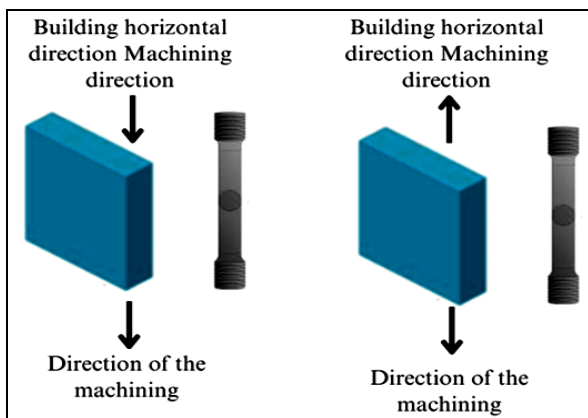 Building horizontal
direction Machining
direction
Direction of the
machining
Building horizontal
direction Machining
direction
Direction of the
machining